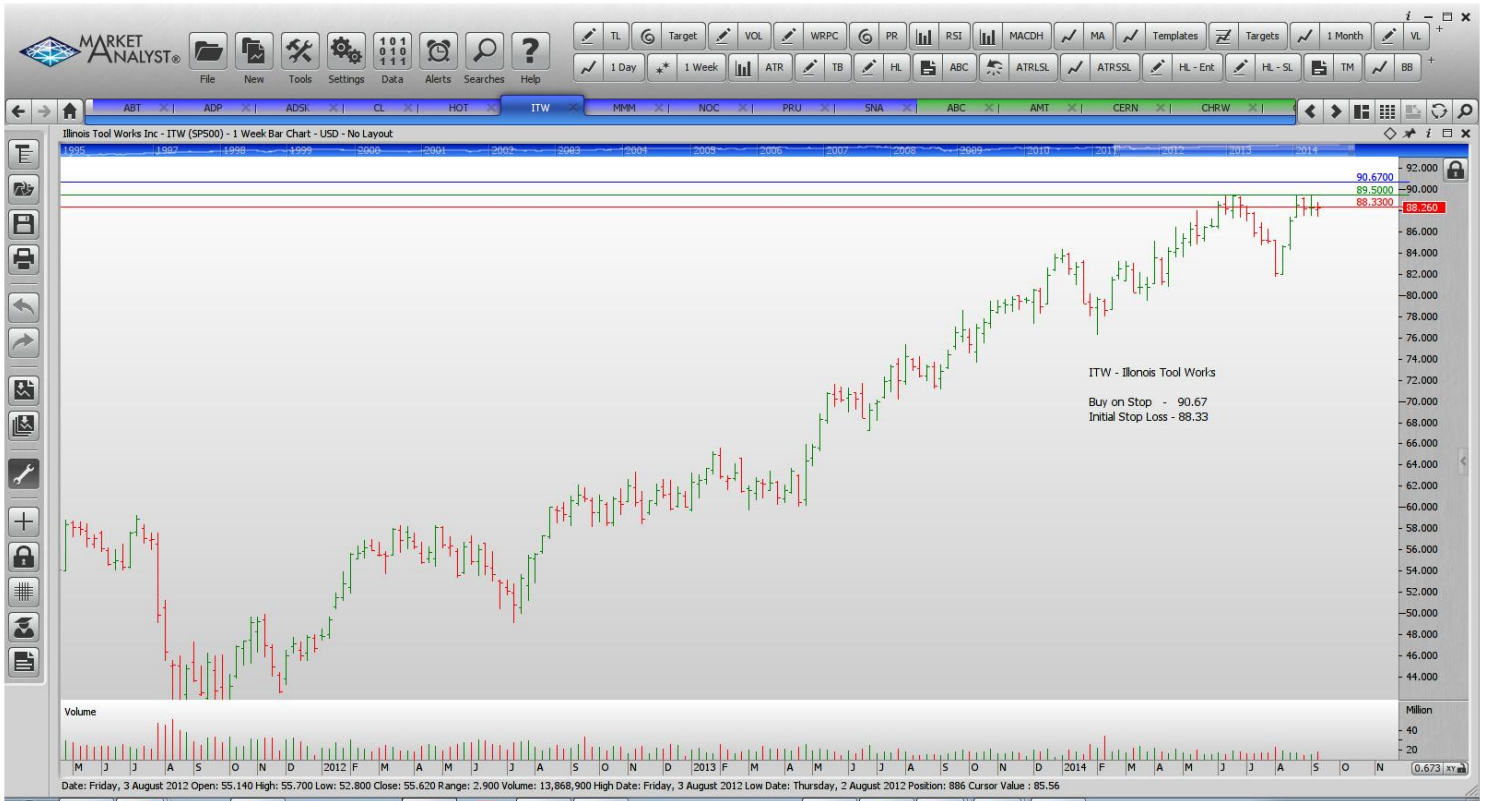 i
MARKET
ANALYST®
File
New
Tools
Settings
101
010
111
Data
Alerts
Searches
?
Help
TL
Target
VOL
WRPC
PR
RSI
MACDH
MA
Templates
Targets
1 Month
VL
+
1 Day
1 Week
ATR
TB
HL
ABC
ATRLSL
ATRSSL
HL - Ent
HL - SL
TM
BB
+
ABT ADP ADSK CL HOT ITW MMM NOC PRU SNA ABC AMT CERN CHRW
Illinois Tool Works Inc - ITW (SP500) - 1 Week Bar Chart - USD - No Layout
i
1995 1997 1998 1999 2000 2001 2002 2003 2004 2005 2006 2007 2008 2009 2010 2011 2012 2013 2014
90.6700
89.5000
88.3300
92.000
90.000
88.260
86.000
84.000
82.000
80.000
78.000
76.000
74.000
72.000
70.000
68.000
66.000
64.000
62.000
60.000
58.000
56.000
54.000
52.000
50.000
48.000
46.000
44.000
ITW - Illonois Tool Works
Buy on Stop - 90.67
Initial Stop Loss - 88.33
Volume
Million
40
20
M J J A S O N D 2012 F M A M J J A S O N D 2013 F M A M J J A S O N D 2014 F M A M J J A S O N
0.673 XY
Date: Friday, 3 August 2012 Open: 55.140 High: 55.700 Low: 52.800 Close: 55.620 Range: 2.900 Volume: 13,868,900 High Date: Friday, 3 August 2012 Low Date: Thursday, 2 August 2012 Position: 886 Cursor Value : 85.56